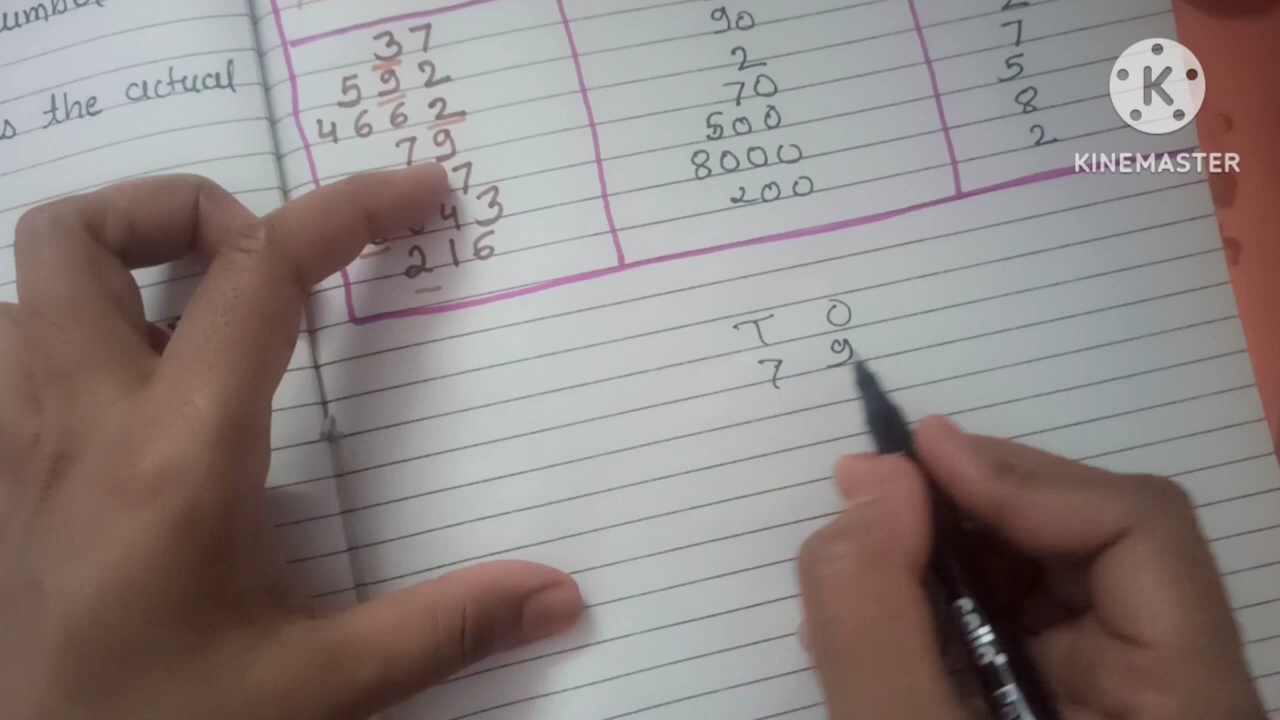 s the actual
37 90
592 2 7
4662 70 5
79 500 8
7 8000 2
43 200
216
T O
7 9
K
KINEMASTER
cello